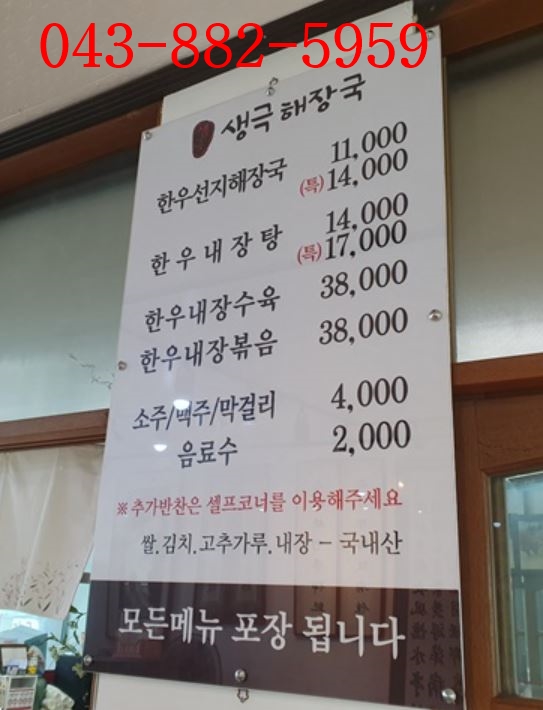 043-882-5959
생극해장국
한우선지해장국 11,000
(특)14,000
한우내장탕 14,000
(특)17,000
한우내장수육 38,000
한우내장볶음 38,000
소주/맥주/막걸리 4,000
음료수 2,000
※ 추가반찬은 셀프코너를 이용해주세요
쌀.김치.고추가루.내장 - 국내산
모든메뉴 포장 됩니다